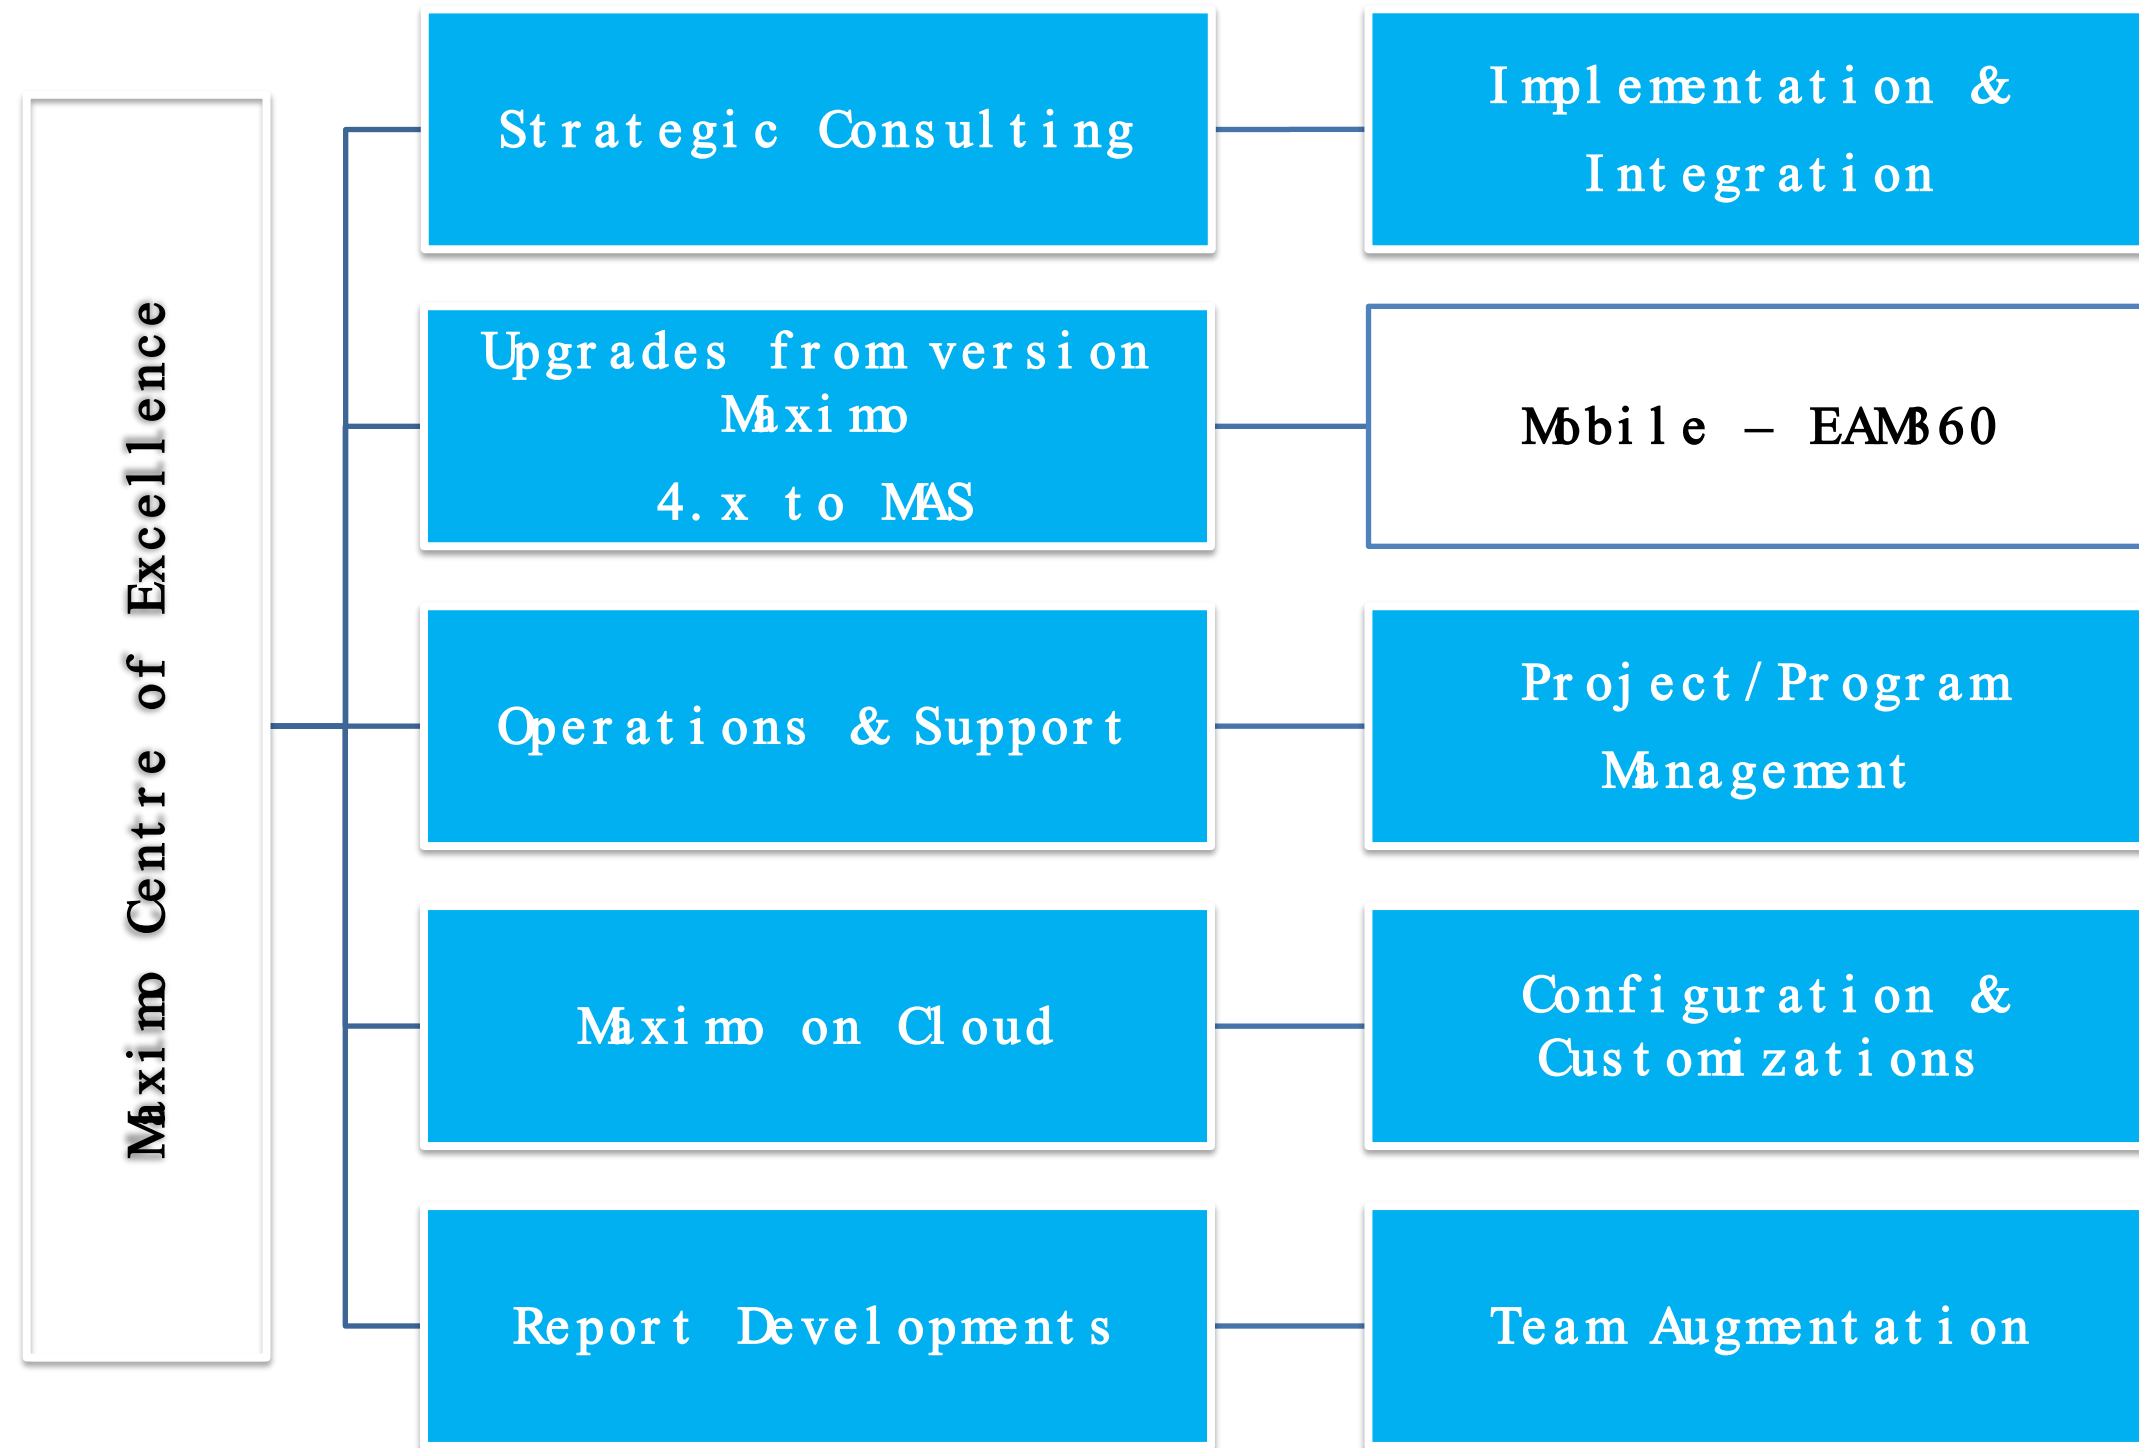 Maximo Centre of Excellence
Strategic Consulting
Implementation &
Integration
Upgrades from version
Maximo
4.x to MAS
Mobile – EAM360
Operations & Support
Project/Program
Management
Maximo on Cloud
Configuration &
Customizations
Report Developments
Team Augmentation